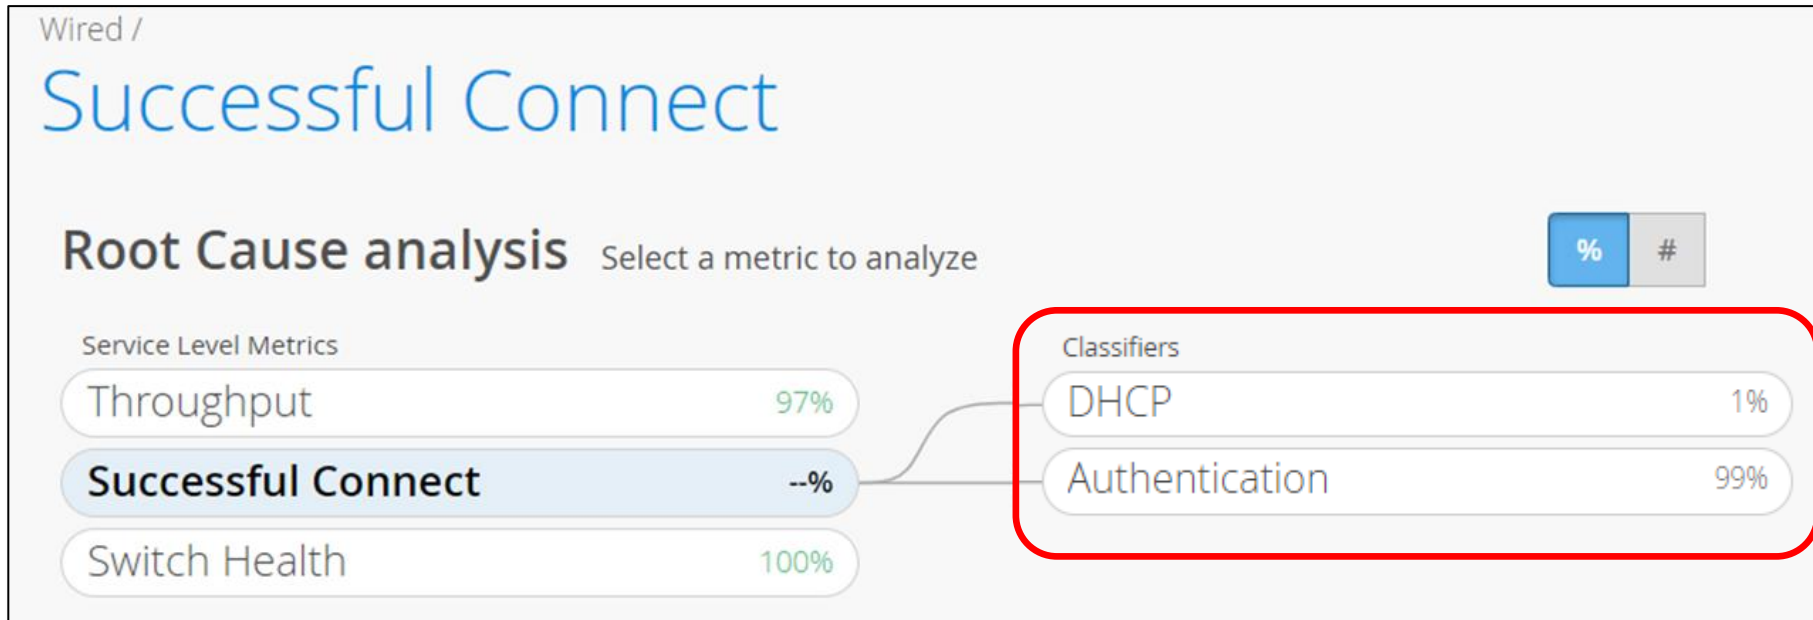 Wired /
Successful Connect
Root Cause analysis Select a metric to analyze
% #
Service Level Metrics
Throughput 97%
Successful Connect --%
Switch Health 100%
Classifiers
DHCP 1%
Authentication 99%